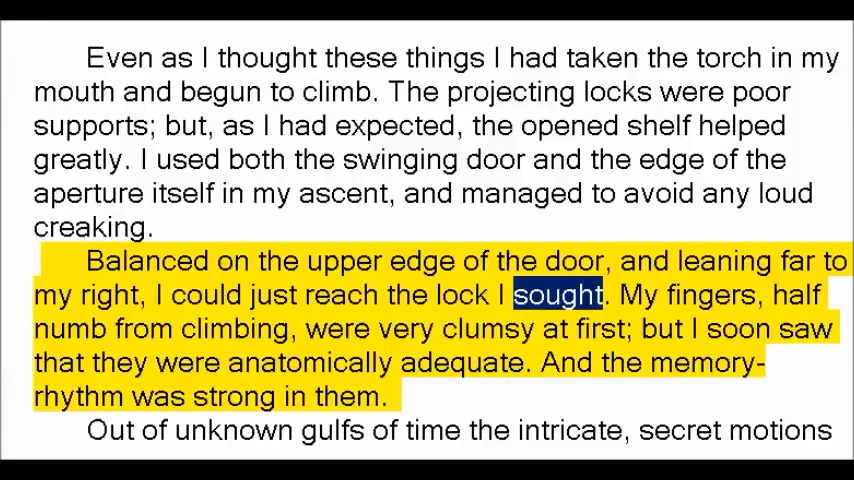 Even as I thought these things I had taken the torch in my
mouth and begun to climb. The projecting locks were poor
supports; but, as I had expected, the opened shelf helped
greatly. I used both the swinging door and the edge of the
aperture itself in my ascent, and managed to avoid any loud
creaking.
Balanced on the upper edge of the door, and leaning far to
my right, I could just reach the lock I sought. My fingers, half
numb from climbing, were very clumsy at first; but I soon saw
that they were anatomically adequate. And the memory-
rhythm was strong in them.
Out of unknown gulfs of time the intricate, secret motions